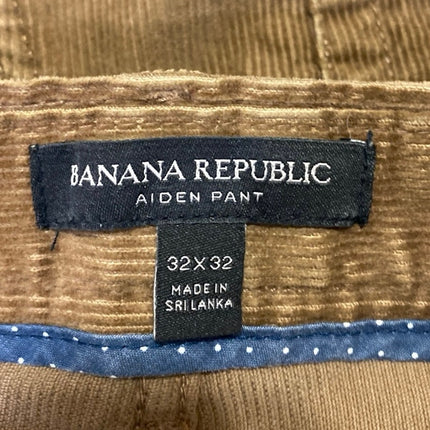 BANANA REPUBLIC
AIDEN PANT
32X32
MADE IN
SRI LANKA